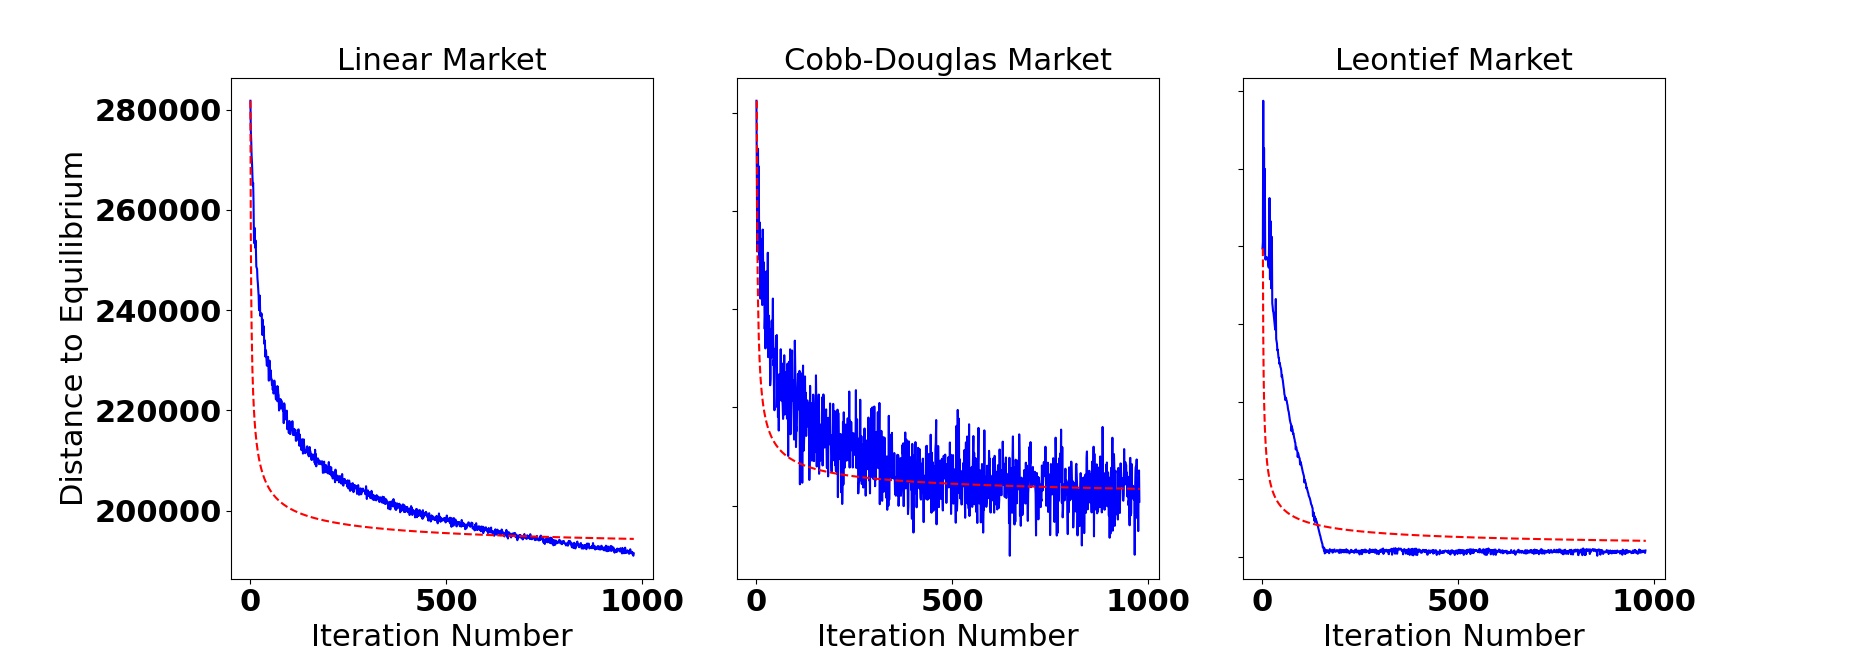 Linear Market
Cobb-Douglas Market
Leontief Market
Distance to Equilibrium
280000
260000
240000
220000
200000
0 500 1000
0 500 1000
0 500 1000
Iteration Number
Iteration Number
Iteration Number